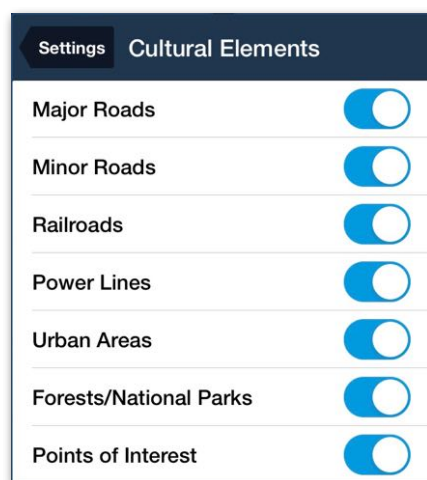 Settings Cultural Elements
Major Roads
Minor Roads
Railroads
Power Lines
Urban Areas
Forests/National Parks
Points of Interest